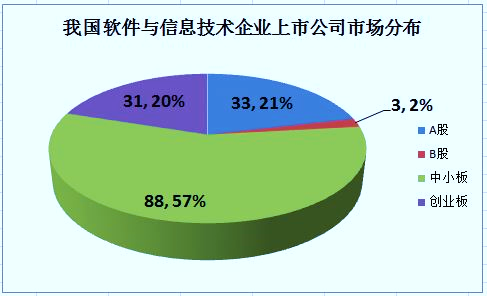 我国软件与信息技术企业上市公司市场分布
31, 20%
33, 21%
3, 2%
88, 57%
A股
B股
中小板
创业板